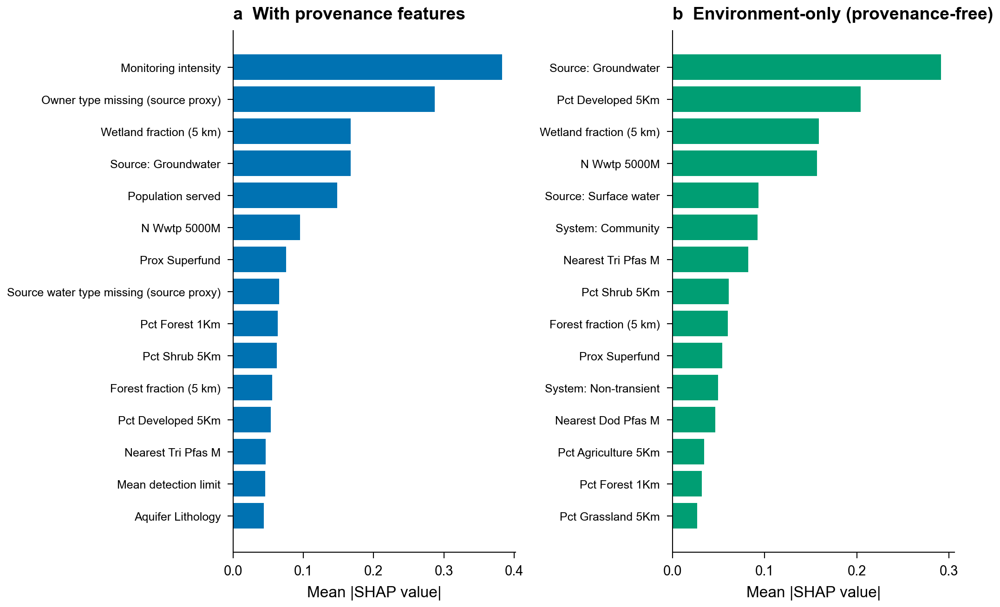 a  With provenance features
Monitoring intensity
Owner type missing (source proxy)
Wetland fraction (5 km)
Source: Groundwater
Population served
N Wwtp 5000M
Prox Superfund
Source water type missing (source proxy)
Pct Forest 1Km
Pct Shrub 5Km
Forest fraction (5 km)
Pct Developed 5Km
Nearest Tri Pfas M
Mean detection limit
Aquifer Lithology
0.0 0.1 0.2 0.3 0.4
Mean |SHAP value|
b  Environment-only (provenance-free)
Source: Groundwater
Pct Developed 5Km
Wetland fraction (5 km)
N Wwtp 5000M
Source: Surface water
System: Community
Nearest Tri Pfas M
Pct Shrub 5Km
Forest fraction (5 km)
Prox Superfund
System: Non-transient
Nearest Dod Pfas M
Pct Agriculture 5Km
Pct Forest 1Km
Pct Grassland 5Km
0.0 0.1 0.2 0.3
Mean |SHAP value|